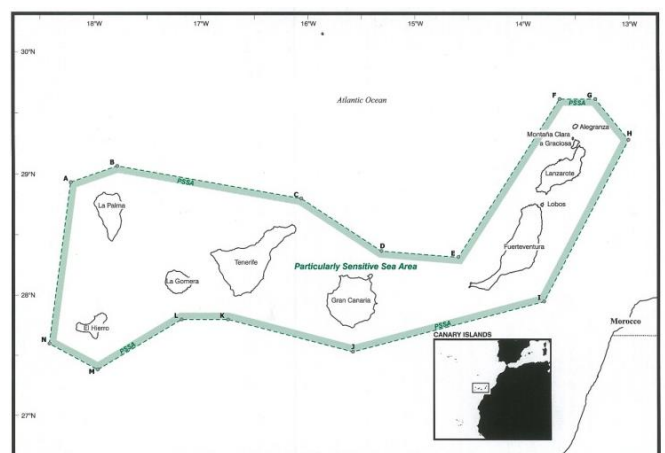 18°W 17°W 16°W 15°W 14°W 13°W
30°N
Atlantic Ocean
F G
PSSA
Alegranza
Montaña Clara
a Graciosa
H
Lanzarote
29°N
A B
PSSA
C
La Palma
Lobos
D E
Fuerteventura
Tenerife
Particularly Sensitive Sea Area
La Gomera
28°N
Gran Canaria
I
L K
PSSA
El Hierro
N
PSSA
J
M
Morocco
CANARY ISLANDS
27°N